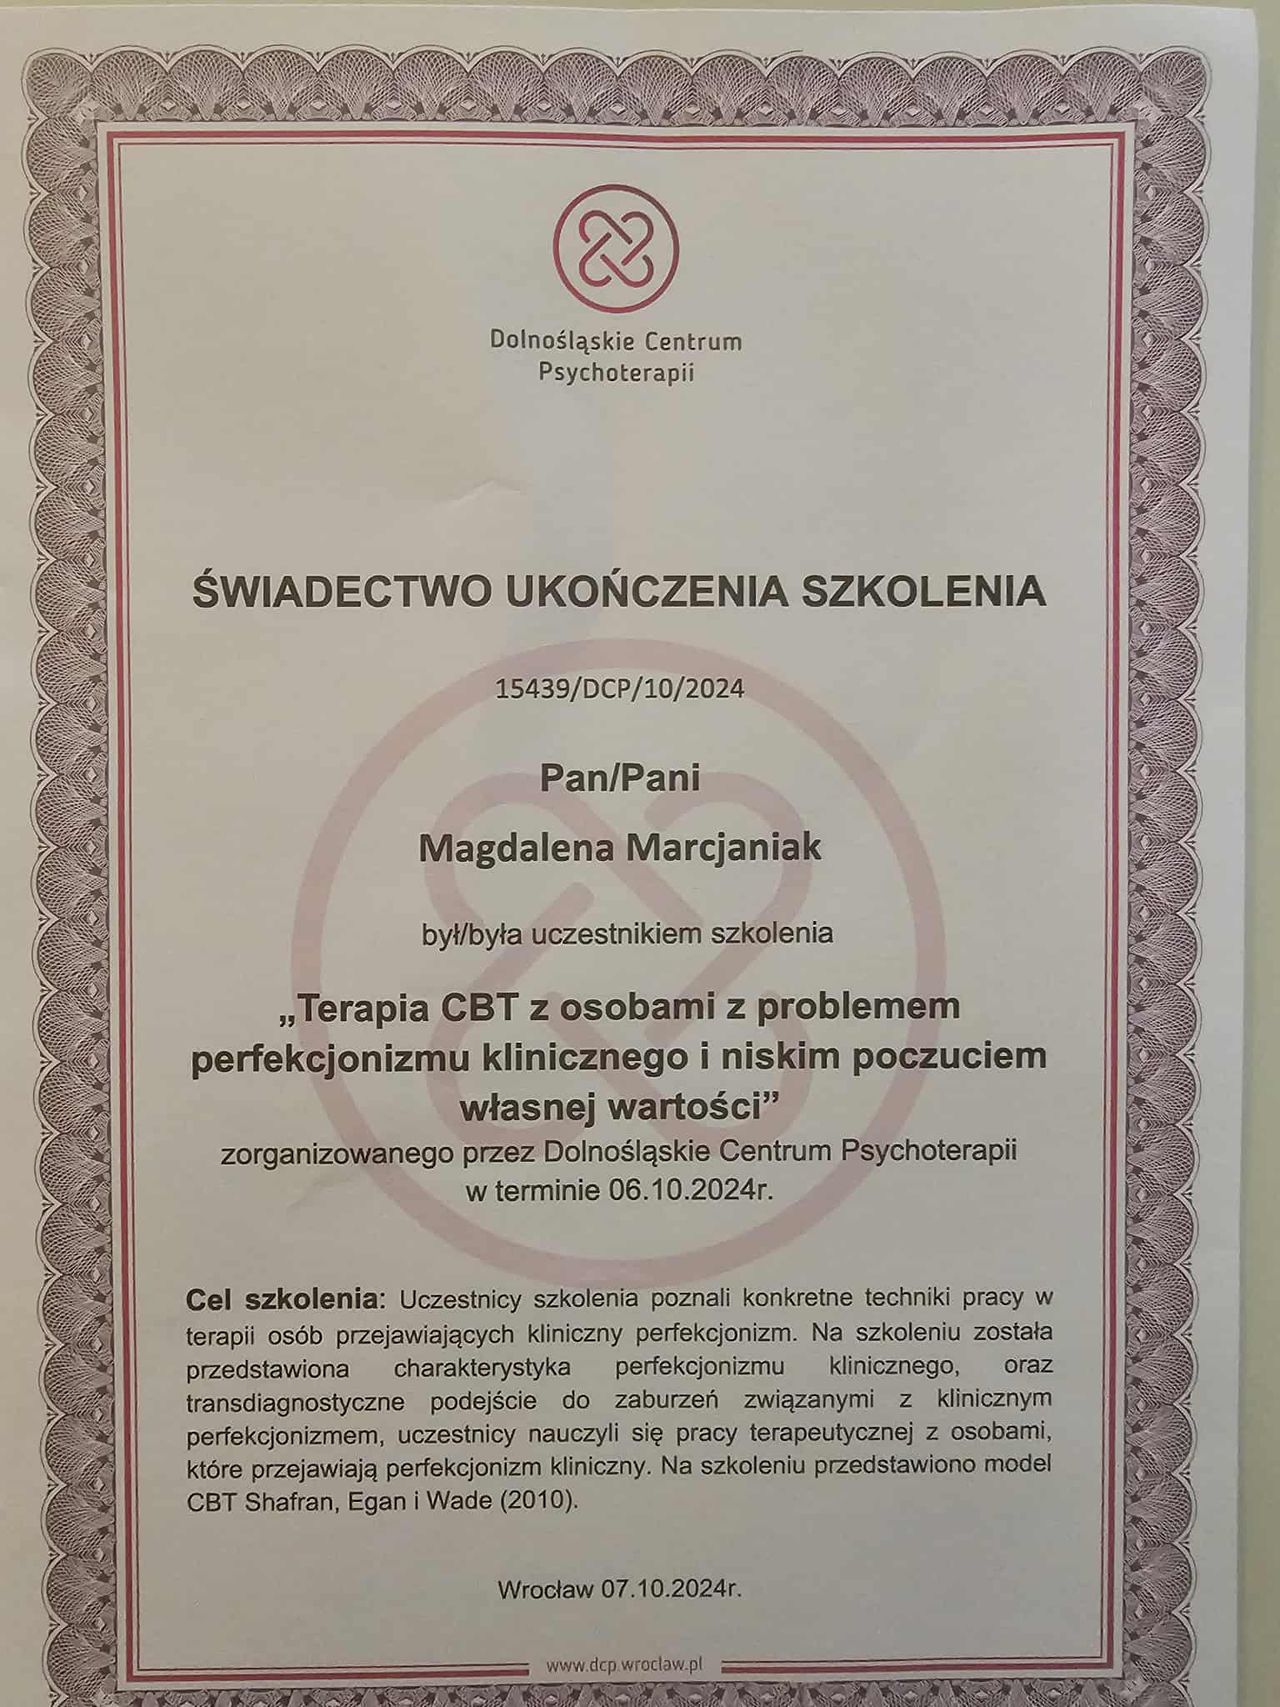 Dolnośląskie Centrum
Psychoterapii
ŚWIADECTWO UKOŃCZENIA SZKOLENIA
15439/DCP/10/2024
Pan/Pani
Magdalena Marcjaniak
był/była uczestnikiem szkolenia
„Terapia CBT z osobami z problemem
perfekcjonizmu klinicznego i niskim poczuciem
własnej wartości”
zorganizowanego przez Dolnośląskie Centrum Psychoterapii
w terminie 06.10.2024r.
Cel szkolenia: Uczestnicy szkolenia poznali konkretne techniki pracy w
terapii osób przejawiających kliniczny perfekcjonizm. Na szkoleniu została
przedstawiona charakterystyka perfekcjonizmu klinicznego, oraz
transdiagnostyczne podejście do zaburzeń związanymi z klinicznym
perfekcjonizmem, uczestnicy nauczyli się pracy terapeutycznej z osobami,
które przejawiają perfekcjonizm kliniczny. Na szkoleniu przedstawiono model
CBT Shafran, Egan i Wade (2010).
Wrocław 07.10.2024r.
www.dcp.wroclaw.pl